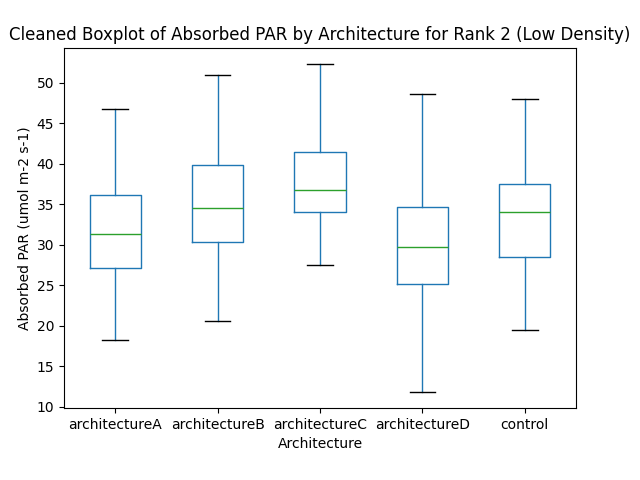 Cleaned Boxplot of Absorbed PAR by Architecture for Rank 2 (Low Density)
50
45
40
35
30
25
20
15
10
Absorbed PAR (umol m-2 s-1)
architectureA architectureB architectureC architectureD control
Architecture